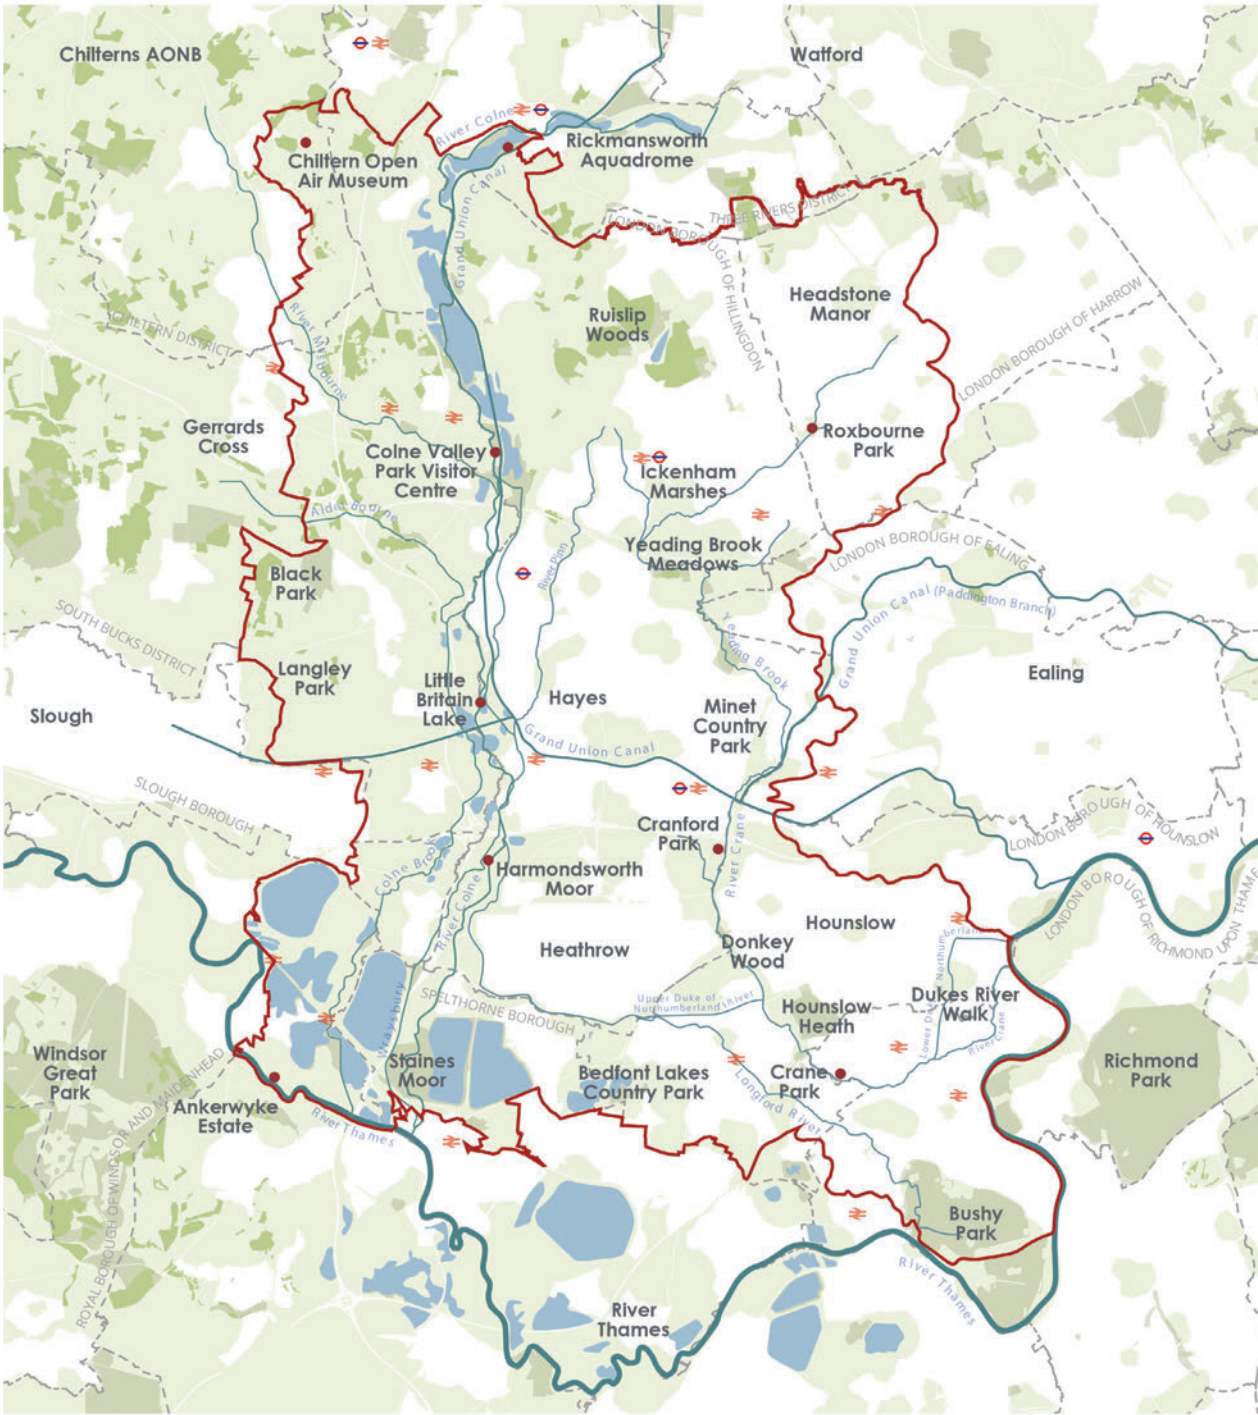 Chilterns AONB
Watford
River Colne
Rickmansworth
Aquadrome
Chiltern Open
Air Museum
Grand Union Canal
THREE RIVERS DISTRICT
LONDON BOROUGH OF HILLINGDON
Headstone
Manor
Ruislip
Woods
LONDON BOROUGH OF HARROW
CHILTERN DISTRICT
River Misbourne
Gerrards
Cross
Colne Valley
Park Visitor
Centre
Roxbourne
Park
Ickenham
Marshes
Alder Bourne
River Pinn
Yeading Brook
Meadows
LONDON BOROUGH OF EALING
Black
Park
Grand Union Canal (Paddington Branch)
SOUTH BUCKS DISTRICT
Yeading Brook
Langley
Park
Little
Britain
Lake
Hayes
Minet
Country
Park
Ealing
Slough
Grand Union Canal
SLOUGH BOROUGH
Cranford
Park
LONDON BOROUGH OF HOUNSLOW
River Crane
Colne Brook
Harmondsworth
Moor
River Colne
LONDON BOROUGH OF RICHMOND UPON THAME
Hounslow
Heathrow
Donkey
Wood
Lower Duke Northumberland
Upper Duke of
Northumberlands River
SPELTHORNE BOROUGH
Wraysbury
Hounslow
Heath
Dukes River
Walk
River Crane
Windsor
Great
Park
Staines
Moor
Bedfont Lakes
Country Park
Crane
Park
Richmond
Park
Longford River
Ankerwyke
Estate
River Thames
ROYAL BOROUGH OF WINDSOR AND MAIDENHEAD
Bushy
Park
River Thames
River
Thames